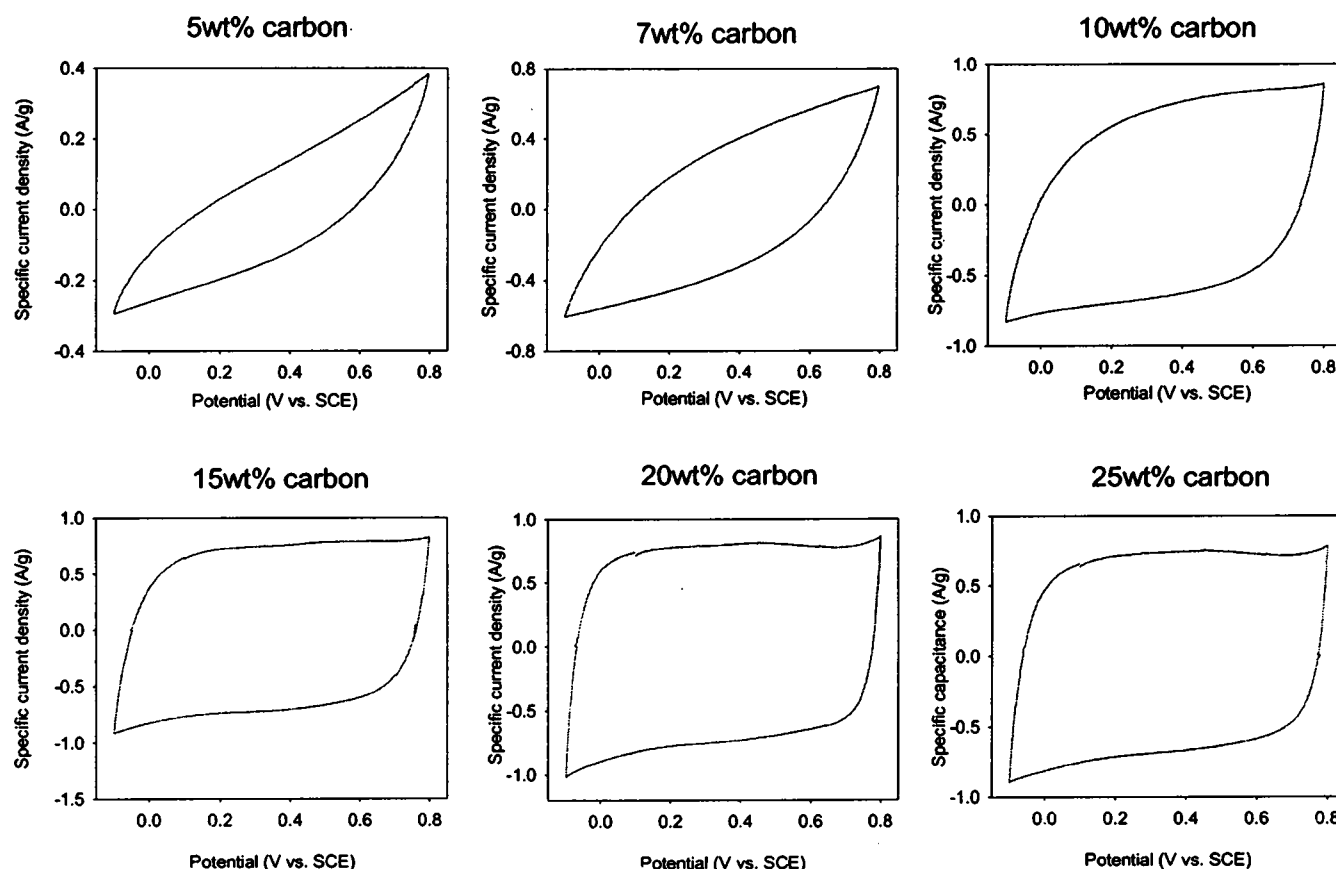 5wt% carbon
7wt% carbon
10wt% carbon
Specific current density (A/g)
0.4
0.2
0.0
-0.2
-0.4
0.0 0.2 0.4 0.6 0.8
Potential (V vs. SCE)
Specific current density (A/g)
0.8
0.4
0.0
-0.4
-0.8
0.0 0.2 0.4 0.6 0.8
Potential (V vs. SCE)
Specific current density (A/g)
1.0
0.5
0.0
-0.5
-1.0
0.0 0.2 0.4 0.6 0.8
Potential (V vs. SCE)
15wt% carbon
20wt% carbon
25wt% carbon
Specific current density (A/g)
1.0
0.5
0.0
-0.5
-1.0
-1.5
0.0 0.2 0.4 0.6 0.8
Potential (V vs. SCE)
Specific current density (A/g)
1.0
0.5
0.0
-0.5
-1.0
0.0 0.2 0.4 0.6 0.8
Potential (V vs. SCE)
Specific capacitance (A/g)
1.0
0.5
0.0
-0.5
-1.0
0.0 0.2 0.4 0.6 0.8
Potential (V vs. SCE)